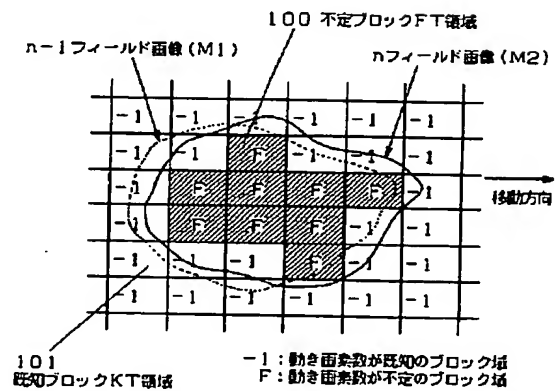 100 不定ブロックFT領域
n-1フィールド画像(M1)
nフィールド画像(M2)
-1 -1 -1 -1 -1 -1
-1 -1 F -1 -1 -1
-1 F F F F -1
移動方向
-1 F F F -1 -1
-1 -1 -1 F -1 -1
-1 -1 -1 -1 -1 -1
101
既知ブロックKT領域
-1:動き画素数が既知のブロック域
F:動き画素数が不定のブロック域